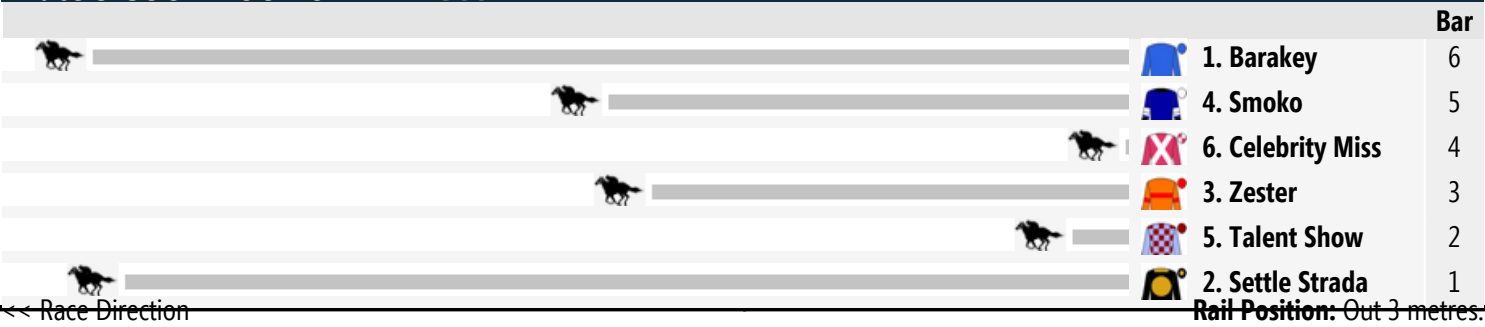 Bar
1. Barakey 6
4. Smoko 5
6. Celebrity Miss 4
3. Zester 3
5. Talent Show 2
2. Settle Strada 1
<< Race Direction Rail Position: Out 3 metres.